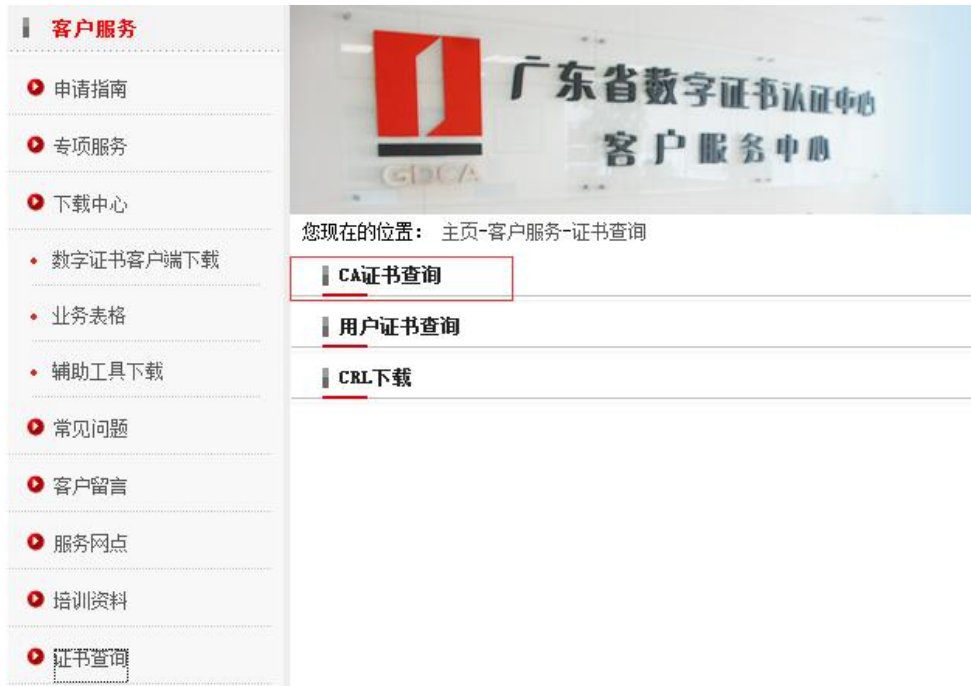 客户服务
申请指南
专项服务
下载中心
数字证书客户端下载
业务表格
辅助工具下载
常见问题
客户留言
服务网点
培训资料
证书查询
广东省数字证书认证中心
客户服务中心
GDCA
您现在的位置： 主页-客户服务-证书查询
CA证书查询
用户证书查询
CRL下载